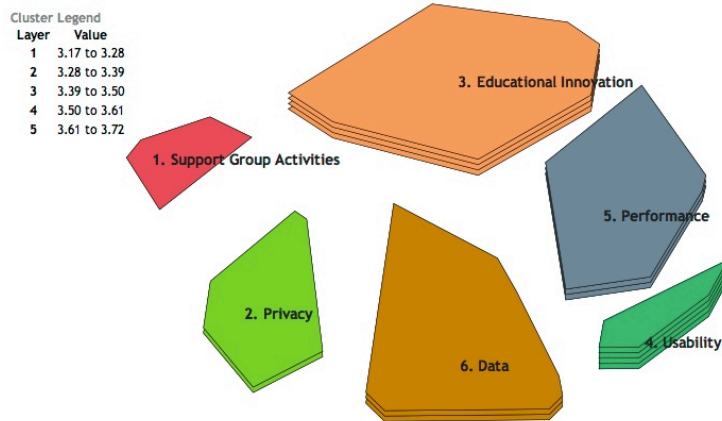 Cluster Legend
Layer Value
1 3.17 to 3.28
2 3.28 to 3.39
3 3.39 to 3.50
4 3.50 to 3.61
5 3.61 to 3.72
3. Educational Innovation
1. Support Group Activities
5. Performance
2. Privacy
4. Usability
6. Data